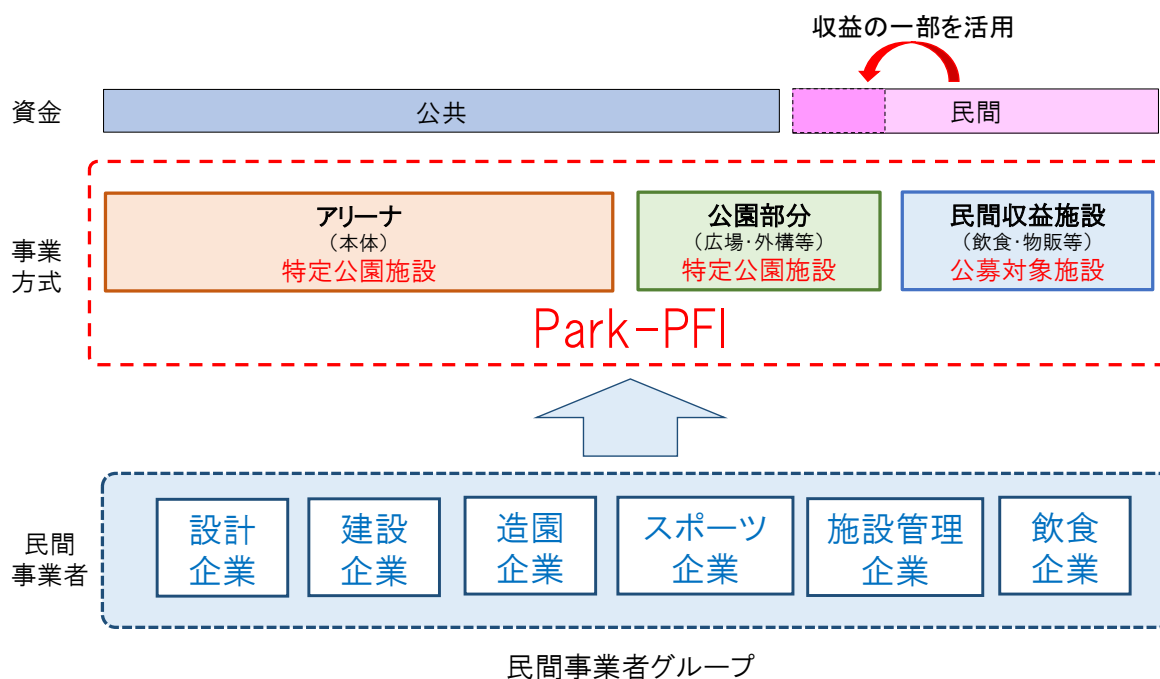 収益の一部を活用
資金
公共
民間
事業
方式
アリーナ
（本体）
特定公園施設
公園部分
（広場・外構等）
特定公園施設
民間収益施設
（飲食・物販等）
公募対象施設
Park-PFI
民間
事業者
設計
企業
建設
企業
造園
企業
スポーツ
企業
施設管理
企業
飲食
企業
民間事業者グループ